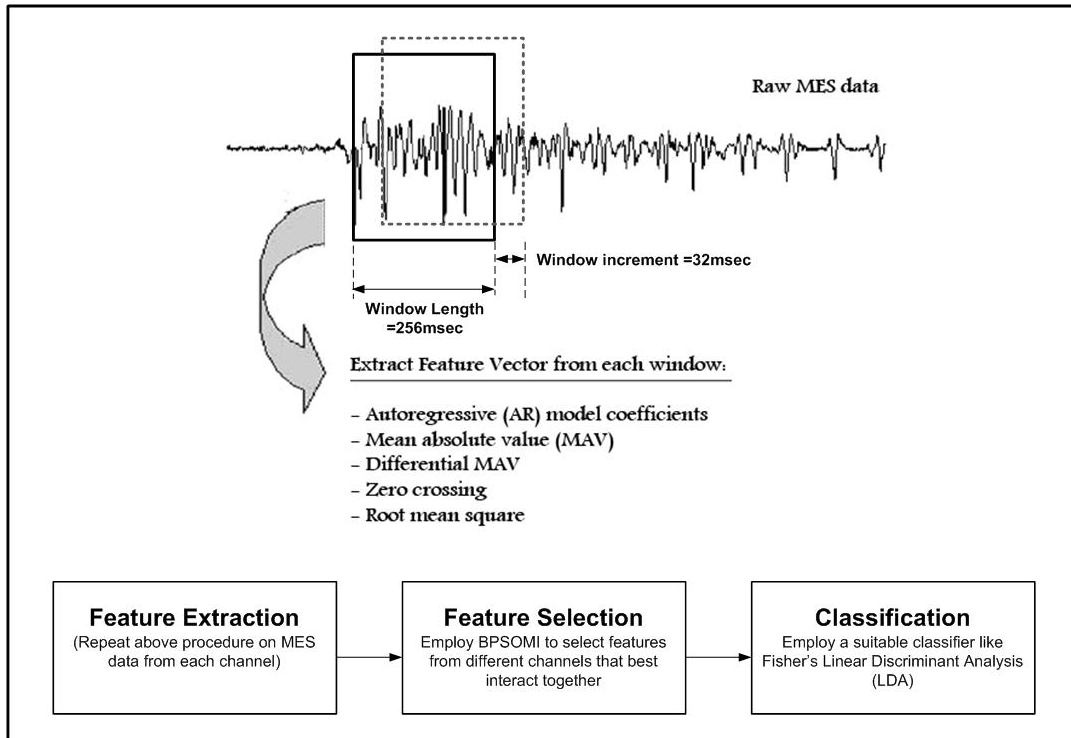 Raw MES data
Window increment =32msec
Window Length
=256msec
Extract Feature Vector from each window:
- Autoregressive (AR) model coefficients
- Mean absolute value (MAV)
- Differential MAV
- Zero crossing
- Root mean square
Feature Extraction
(Repeat above procedure on MES
data from each channel)
Feature Selection
Employ BPSOMI to select features
from different channels that best
interact together
Classification
Employ a suitable classifier like
Fisher's Linear Discriminant Analysis
(LDA)